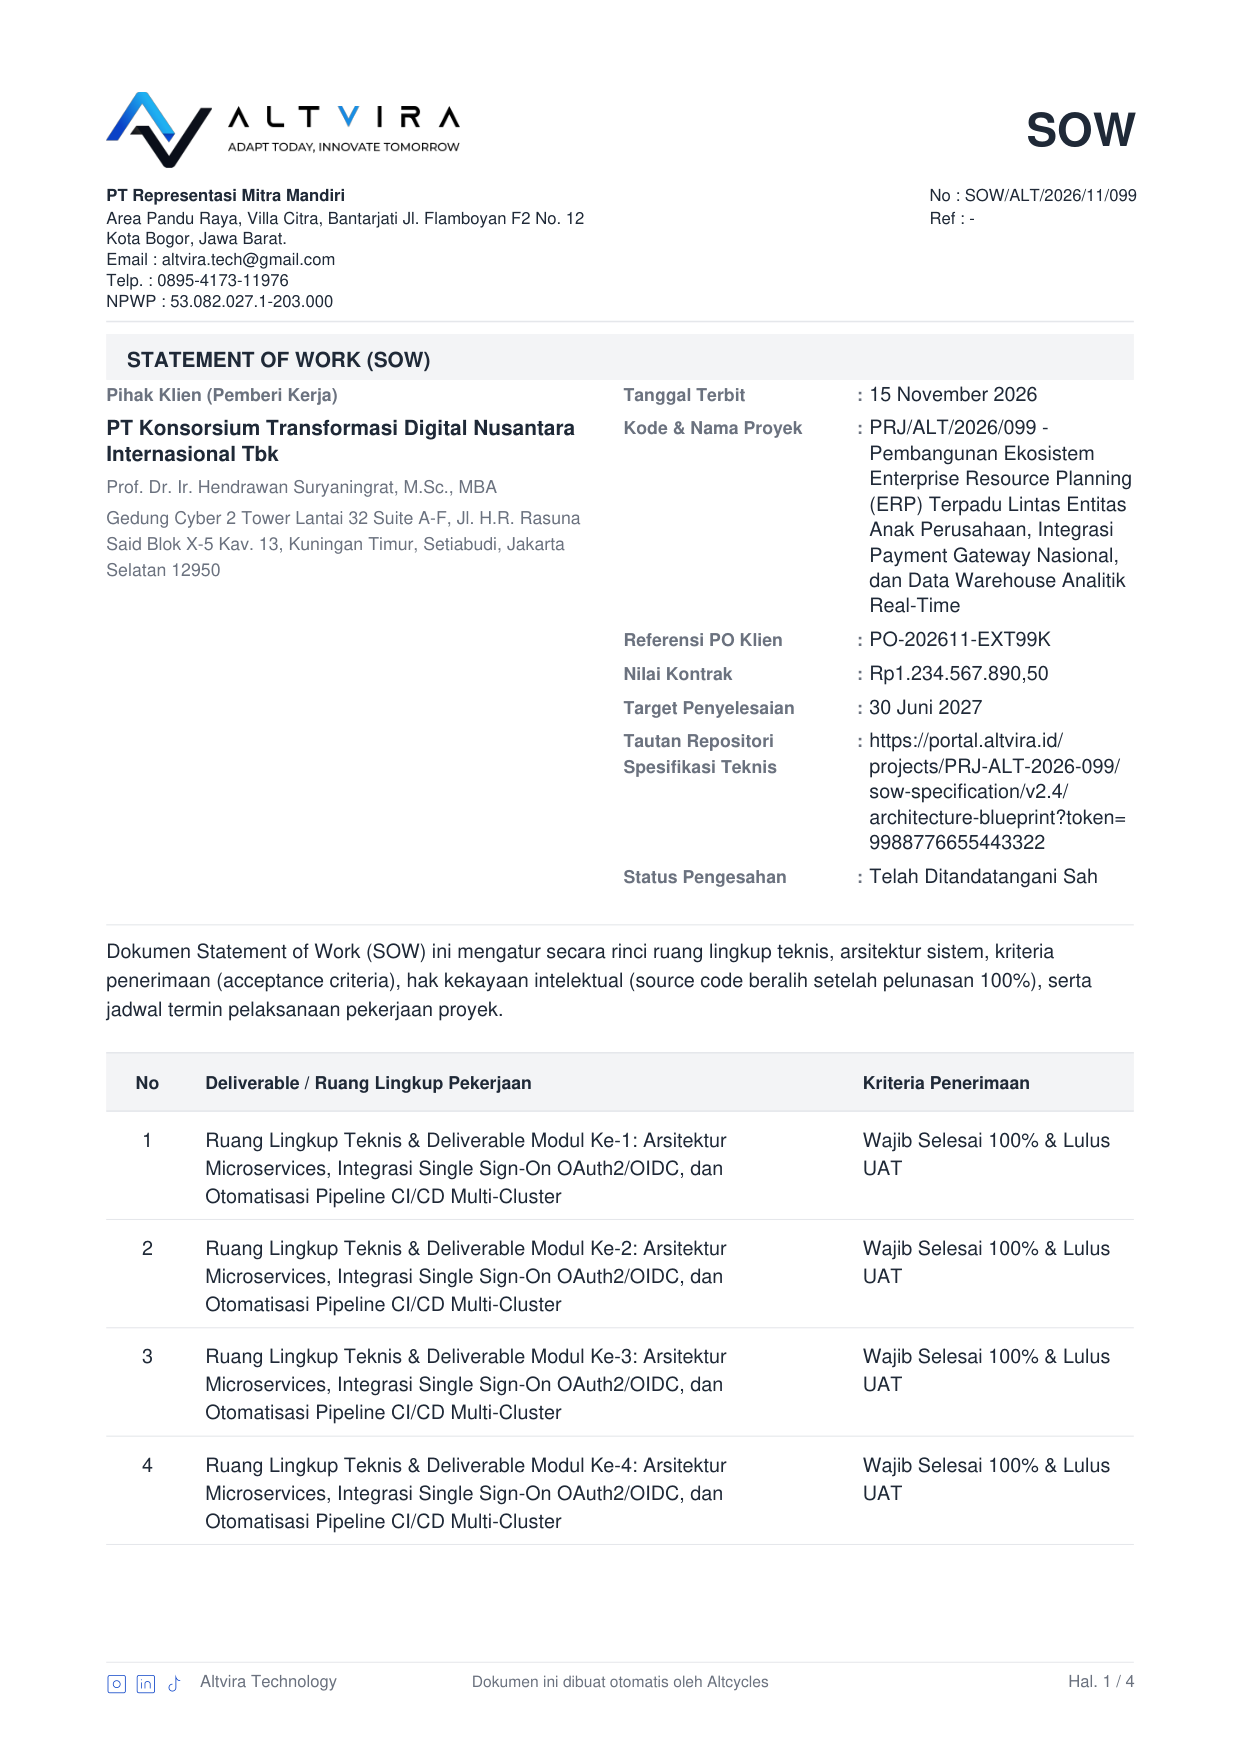 ALTVIRA
ADAPT TODAY, INNOVATE TOMORROW
SOW
PT Representasi Mitra Mandiri
Area Pandu Raya, Villa Citra, Bantarjati Jl. Flamboyan F2 No. 12
Kota Bogor, Jawa Barat.
Email : altvira.tech@gmail.com
Telp. : 0895-4173-11976
NPWP : 53.082.027.1-203.000
No : SOW/ALT/2026/11/099
Ref : -
STATEMENT OF WORK (SOW)
Pihak Klien (Pemberi Kerja)
PT Konsorsium Transformasi Digital Nusantara
Internasional Tbk
Prof. Dr. Ir. Hendrawan Suryaningrat, M.Sc., MBA
Gedung Cyber 2 Tower Lantai 32 Suite A-F, Jl. H.R. Rasuna
Said Blok X-5 Kav. 13, Kuningan Timur, Setiabudi, Jakarta
Selatan 12950
Tanggal Terbit : 15 November 2026
Kode & Nama Proyek : PRJ/ALT/2026/099 -
Pembangunan Ekosistem
Enterprise Resource Planning
(ERP) Terpadu Lintas Entitas
Anak Perusahaan, Integrasi
Payment Gateway Nasional,
dan Data Warehouse Analitik
Real-Time
Referensi PO Klien : PO-202611-EXT99K
Nilai Kontrak : Rp1.234.567.890,50
Target Penyelesaian : 30 Juni 2027
Tautan Repositori : https://portal.altvira.id/
Spesifikasi Teknis projects/PRJ-ALT-2026-099/
sow-specification/v2.4/
architecture-blueprint?token=
9988776655443322
Status Pengesahan : Telah Ditandatangani Sah
Dokumen Statement of Work (SOW) ini mengatur secara rinci ruang lingkup teknis, arsitektur sistem, kriteria
penerimaan (acceptance criteria), hak kekayaan intelektual (source code beralih setelah pelunasan 100%), serta
jadwal termin pelaksanaan pekerjaan proyek.
No Deliverable / Ruang Lingkup Pekerjaan Kriteria Penerimaan
1 Ruang Lingkup Teknis & Deliverable Modul Ke-1: Arsitektur Wajib Selesai 100% & Lulus
Microservices, Integrasi Single Sign-On OAuth2/OIDC, dan UAT
Otomatisasi Pipeline CI/CD Multi-Cluster
2 Ruang Lingkup Teknis & Deliverable Modul Ke-2: Arsitektur Wajib Selesai 100% & Lulus
Microservices, Integrasi Single Sign-On OAuth2/OIDC, dan UAT
Otomatisasi Pipeline CI/CD Multi-Cluster
3 Ruang Lingkup Teknis & Deliverable Modul Ke-3: Arsitektur Wajib Selesai 100% & Lulus
Microservices, Integrasi Single Sign-On OAuth2/OIDC, dan UAT
Otomatisasi Pipeline CI/CD Multi-Cluster
4 Ruang Lingkup Teknis & Deliverable Modul Ke-4: Arsitektur Wajib Selesai 100% & Lulus
Microservices, Integrasi Single Sign-On OAuth2/OIDC, dan UAT
Otomatisasi Pipeline CI/CD Multi-Cluster
Altvira Technology Dokumen ini dibuat otomatis oleh Altcycles Hal. 1 / 4